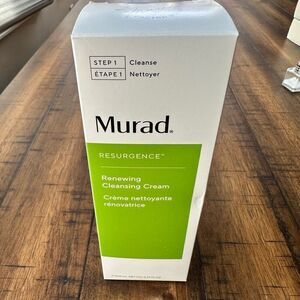 STEP 1 Cleanse
ÉTAPE 1 Nettoyer
Murad.
RESURGENCE™
Renewing
Cleansing Cream
Crème nettoyante
rénovatrice